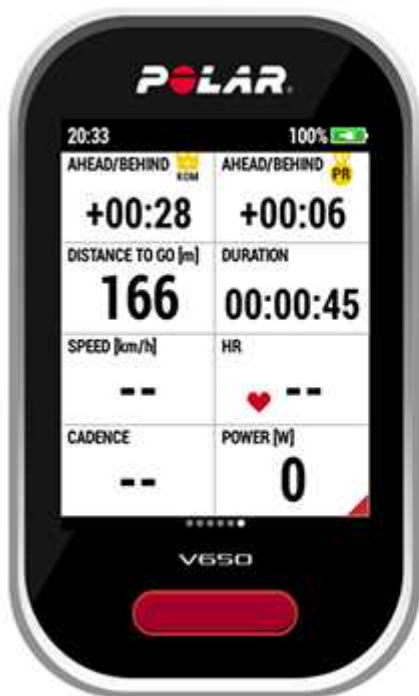 POLAR
20:33 100%
AHEAD/BEHIND KOM AHEAD/BEHIND PR
+00:28 +00:06
DISTANCE TO GO [m] DURATION
166 00:00:45
SPEED [km/h] HR
-- --
CADENCE POWER [W]
-- 0
V650